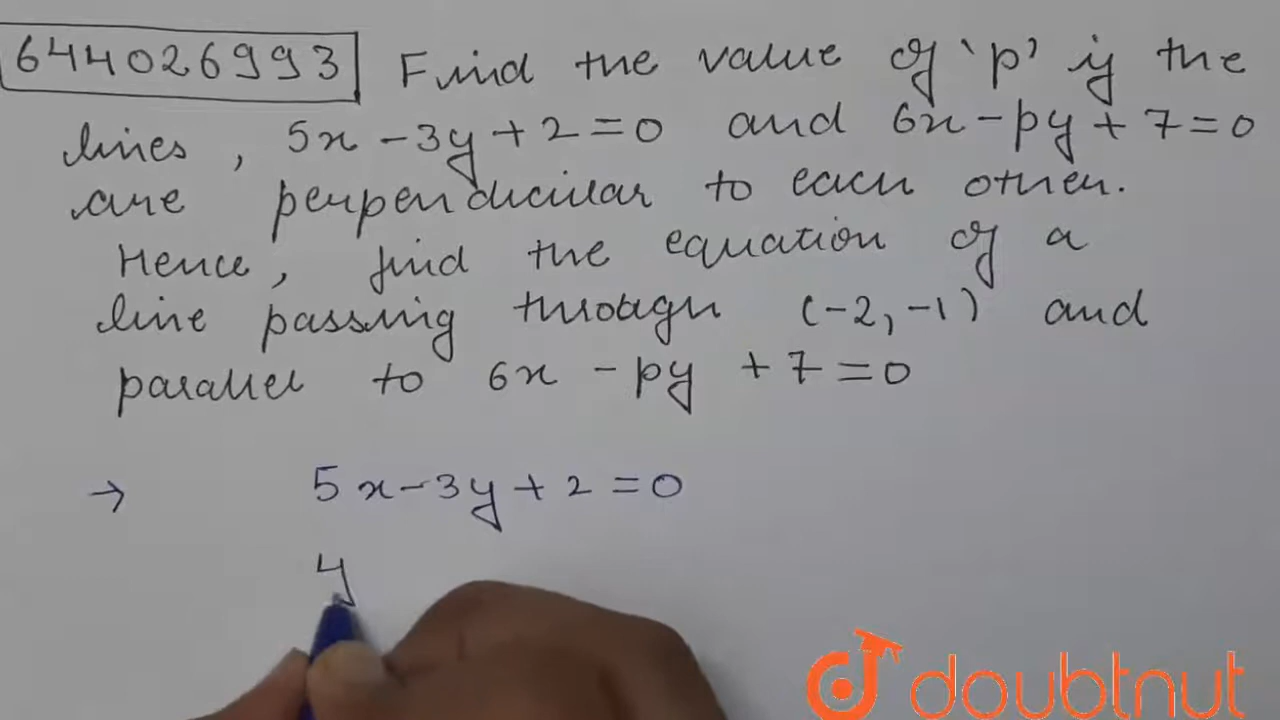 644026993 Find the value of 'p' if the
lines, 5x-3y+2=0 and 6x-py+7=0
are perpendicular to each other.
Hence, find the equation of a
line passing through (-2,-1) and
parallel to 6x -py +7=0
→ 5x-3y+2=0
y
doubtnut